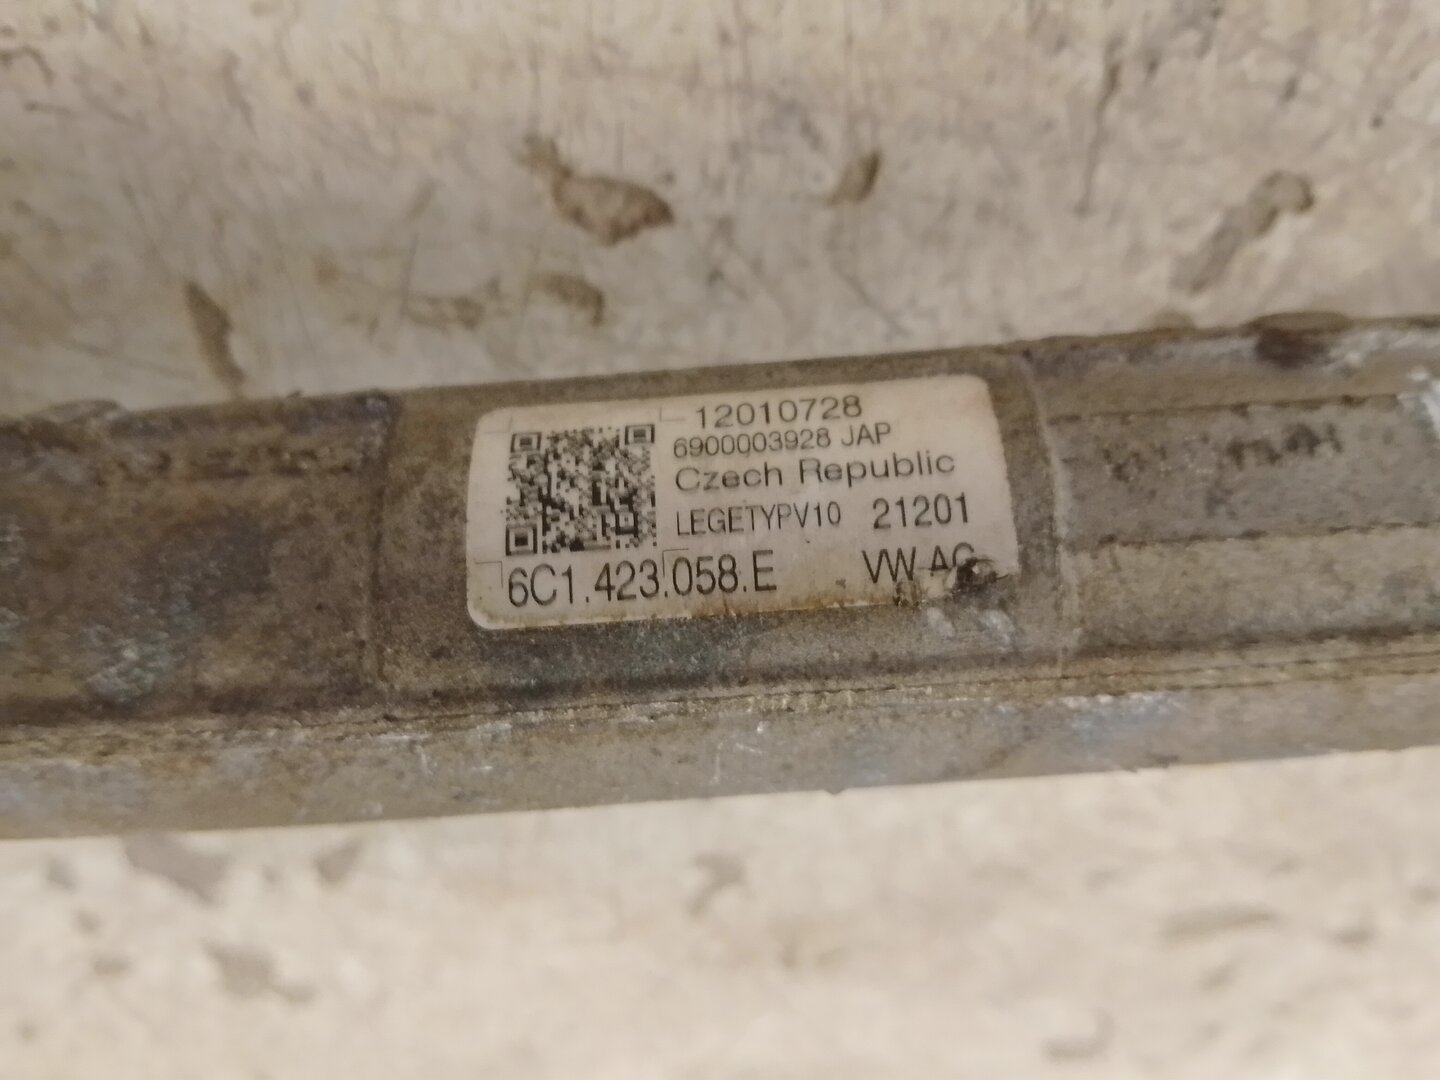 12010728
6900003928 JAP
Czech Republic
LEGETYPV10 21201
6C1.423.058.E VW AG